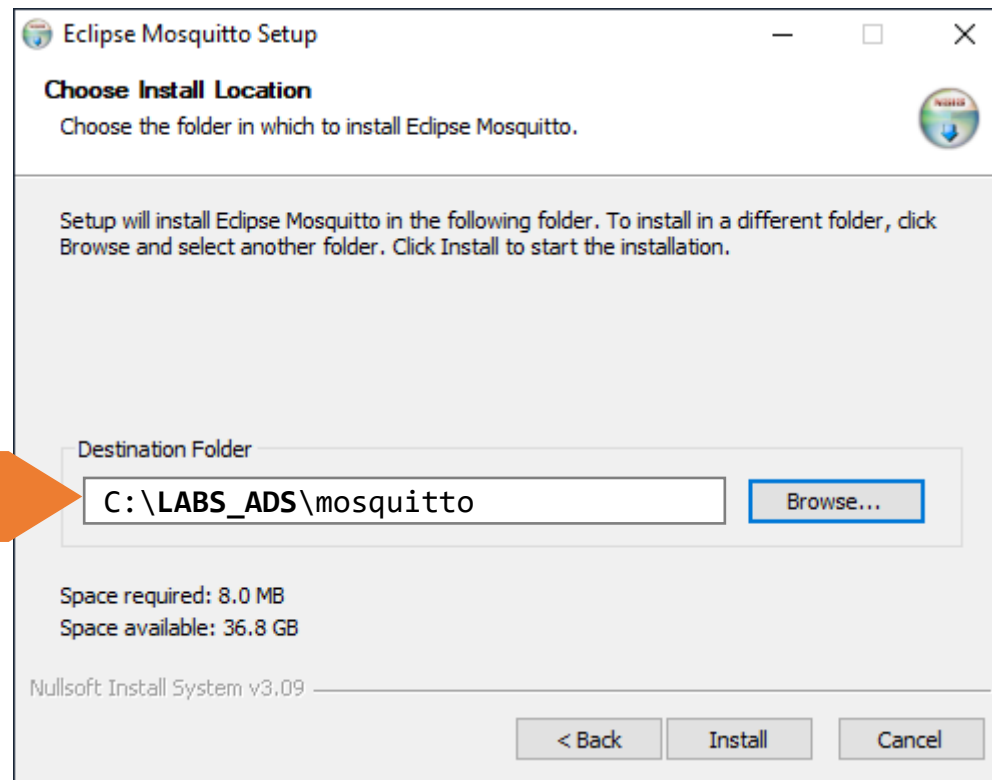 Eclipse Mosquitto Setup
Choose Install Location
Choose the folder in which to install Eclipse Mosquitto.
Setup will install Eclipse Mosquitto in the following folder. To install in a different folder, click
Browse and select another folder. Click Install to start the installation.
Destination Folder
C:\LABS_ADS\mosquitto
Browse...
Space required: 8.0 MB
Space available: 36.8 GB
Nullsoft Install System v3.09
< Back
Install
Cancel